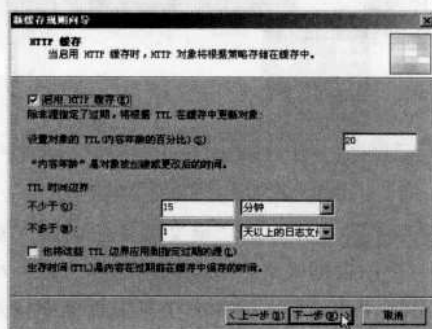 新缓存规则向导
HTTP 缓存
当启用 HTTP 缓存时，HTTP 对象将根据策略存储在缓存中。
启用 HTTP 缓存(E)
除非源指定了过期，将根据 TTL 在缓存中更新对象:
设置对象的 TTL(内容年龄的百分比)(S) 20
“内容年龄”是对象被创建或更改后的时间。
TTL 时间边界
不少于(O): 15 分钟
不多于(M): 1 天以上的日志文件
也将这些 TTL 边界应用到指定过期的源(L)
生存时间(TTL)是内容在过期前在缓存中保存的时间。
<上一步(B) 下一步(N)> 取消